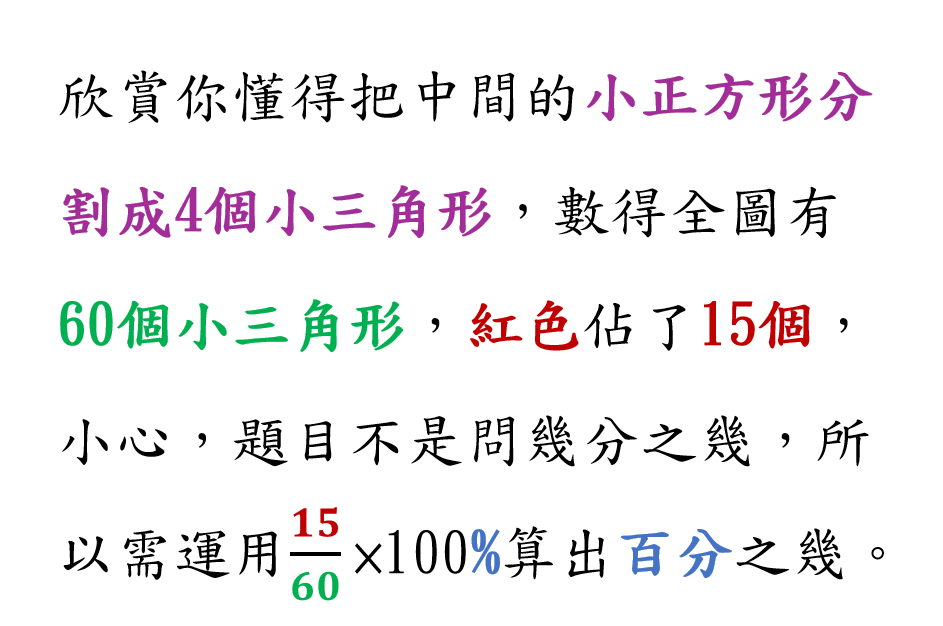 欣賞你懂得把中間的小正方形分
割成4個小三角形，數得全圖有
60個小三角形，紅色佔了15個，
小心，題目不是問幾分之幾，所
以需運用15/60×100%算出百分之幾。